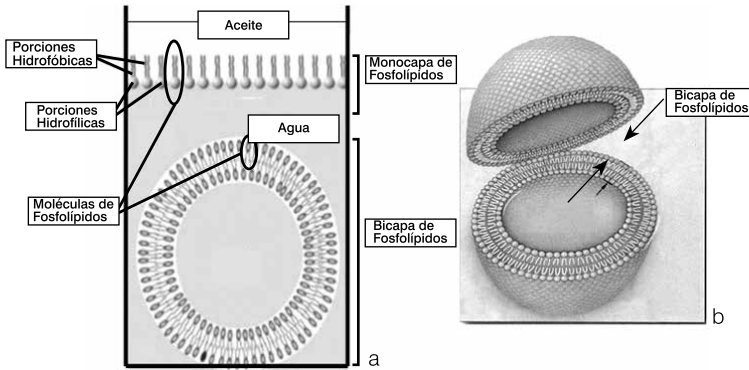 Aceite
Porciones
Hidrofóbicas
Monocapa de
Fosfolípidos
Porciones
Hidrofílicas
Agua
Moléculas de
Fosfolípidos
Bicapa de
Fosfolípidos
a
Bicapa de
Fosfolípidos
b